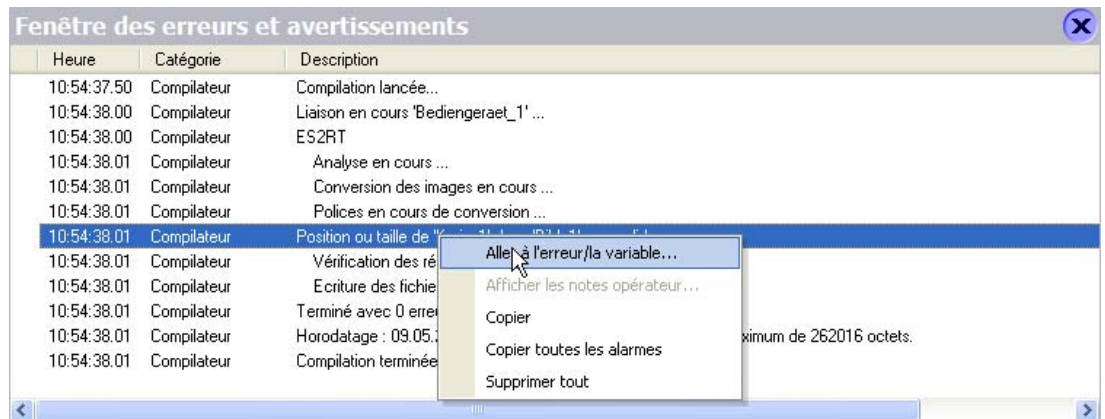 Fenêtre des erreurs et avertissements
Heure Catégorie Description
10:54:37.50 Compilateur Compilation lancée...
10:54:38.00 Compilateur Liaison en cours 'Bediengeraet_1' ...
10:54:38.00 Compilateur ES2RT
10:54:38.01 Compilateur Analyse en cours ...
10:54:38.01 Compilateur Conversion des images en cours ...
10:54:38.01 Compilateur Polices en cours de conversion ...
10:54:38.01 Compilateur Position ou taille de
10:54:38.01 Compilateur Vérification des
10:54:38.01 Compilateur Ecriture des
10:54:38.01 Compilateur Terminé avec 0
10:54:38.01 Compilateur Horodatage : 09.05. de 262016 octets.
10:54:38.01 Compilateur Compilation terminée
Aller à l'erreur/la variable...
Afficher les notes opérateur...
Copier
Copier toutes les alarmes
Supprimer tout